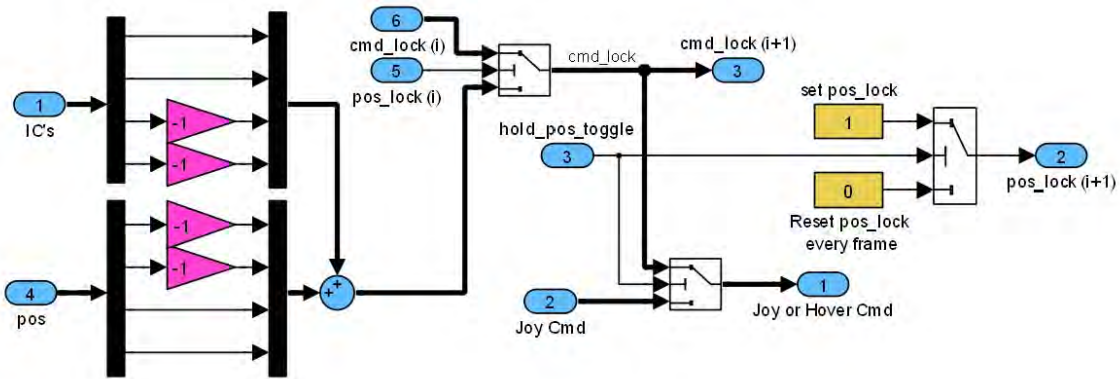 6
cmd_lock (i)
5
pos_lock (i)
cmd_lock
cmd_lock (i+1)
3
1
IC's
-1
-1
-1
-1
4
pos
+
+
hold_pos_toggle
3
set pos_lock
1
0
Reset pos_lock
every frame
2
pos_lock (i+1)
2
Joy Cmd
1
Joy or Hover Cmd